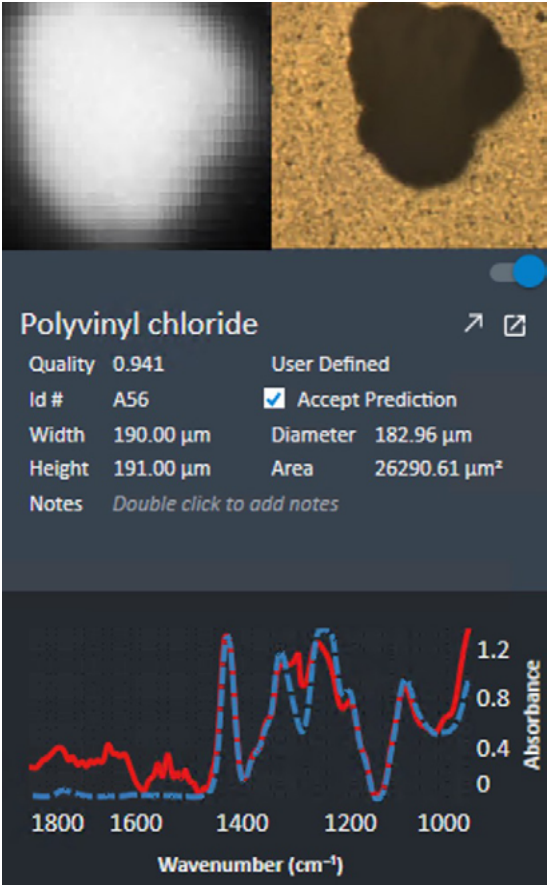 Polyvinyl chloride
Quality 0.941 User Defined
Id # A56 Accept Prediction
Width 190.00 µm Diameter 182.96 µm
Height 191.00 µm Area 26290.61 µm²
Notes Double click to add notes
1.2
0.8
0.4
0
Absorbance
1800 1600 1400 1200 1000
Wavenumber (cm⁻¹)